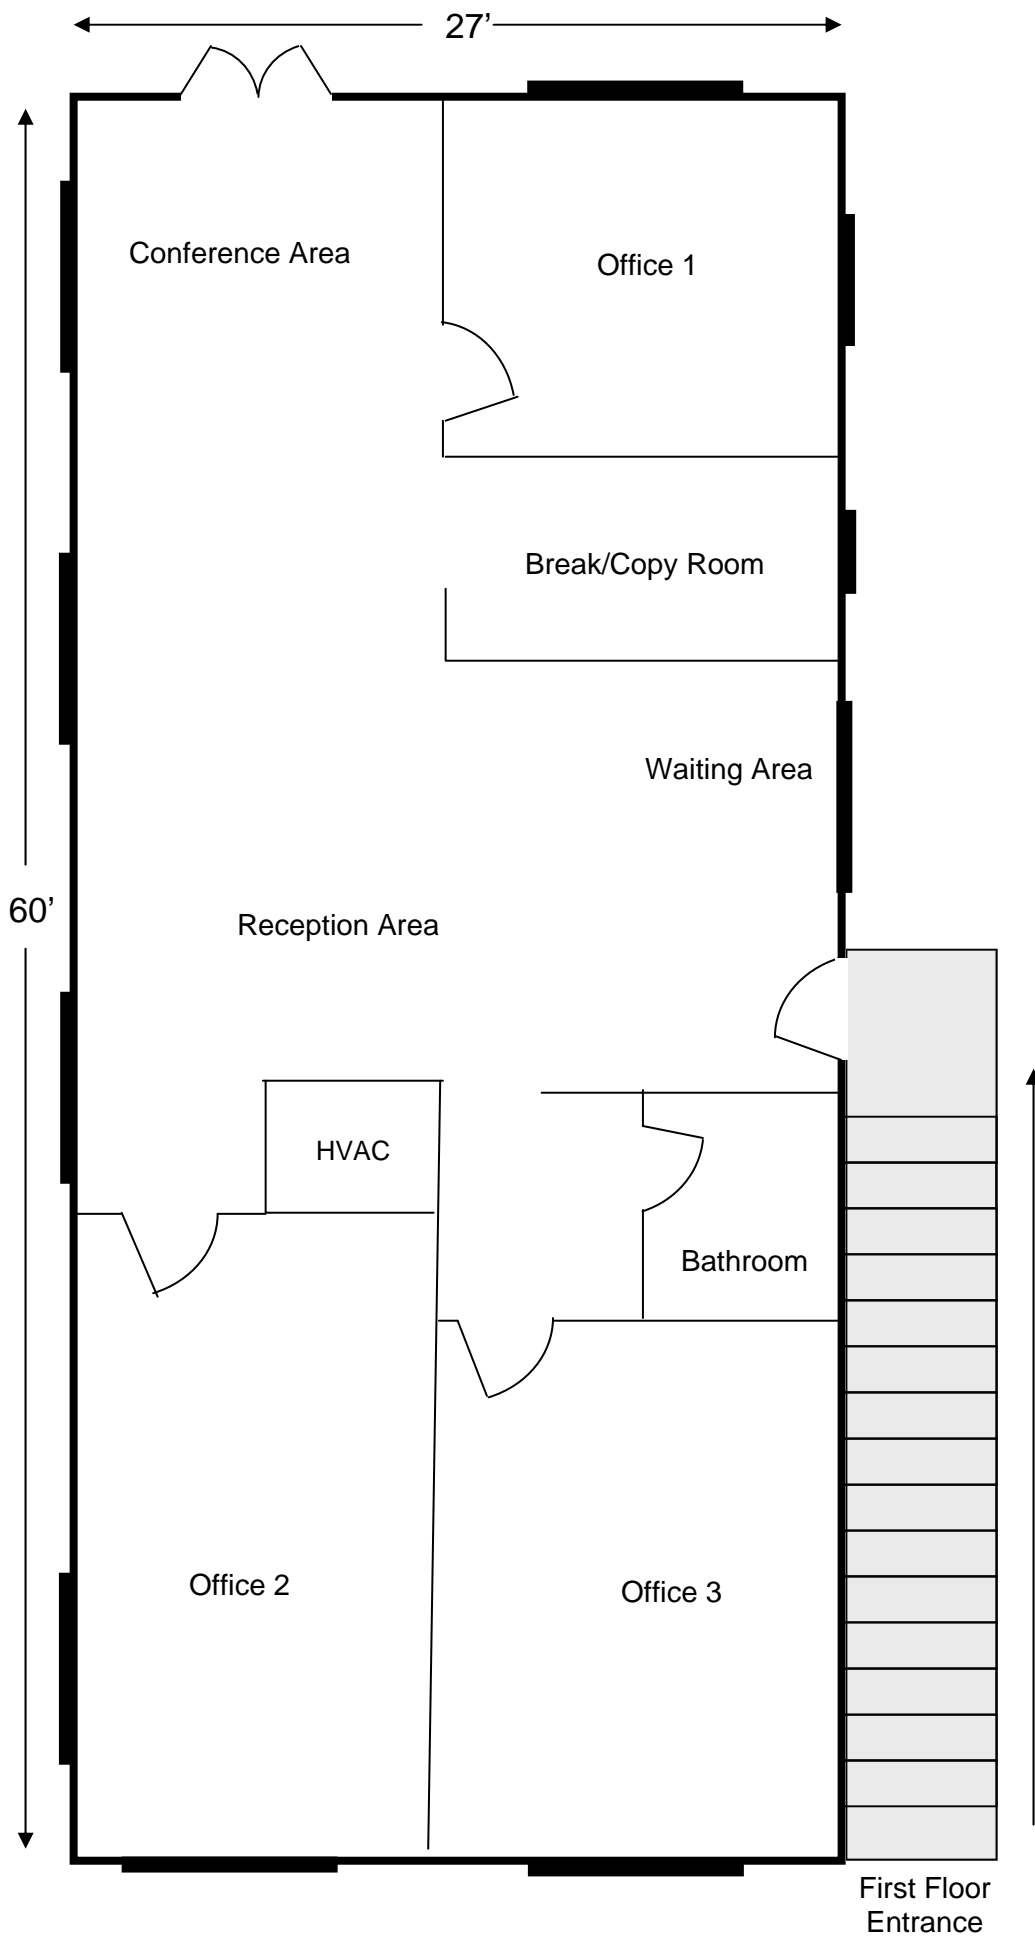 27’
Conference Area
Office 1
Break/Copy Room
Waiting Area
60’
Reception Area
HVAC
Bathroom
Office 2
Office 3
First Floor
Entrance